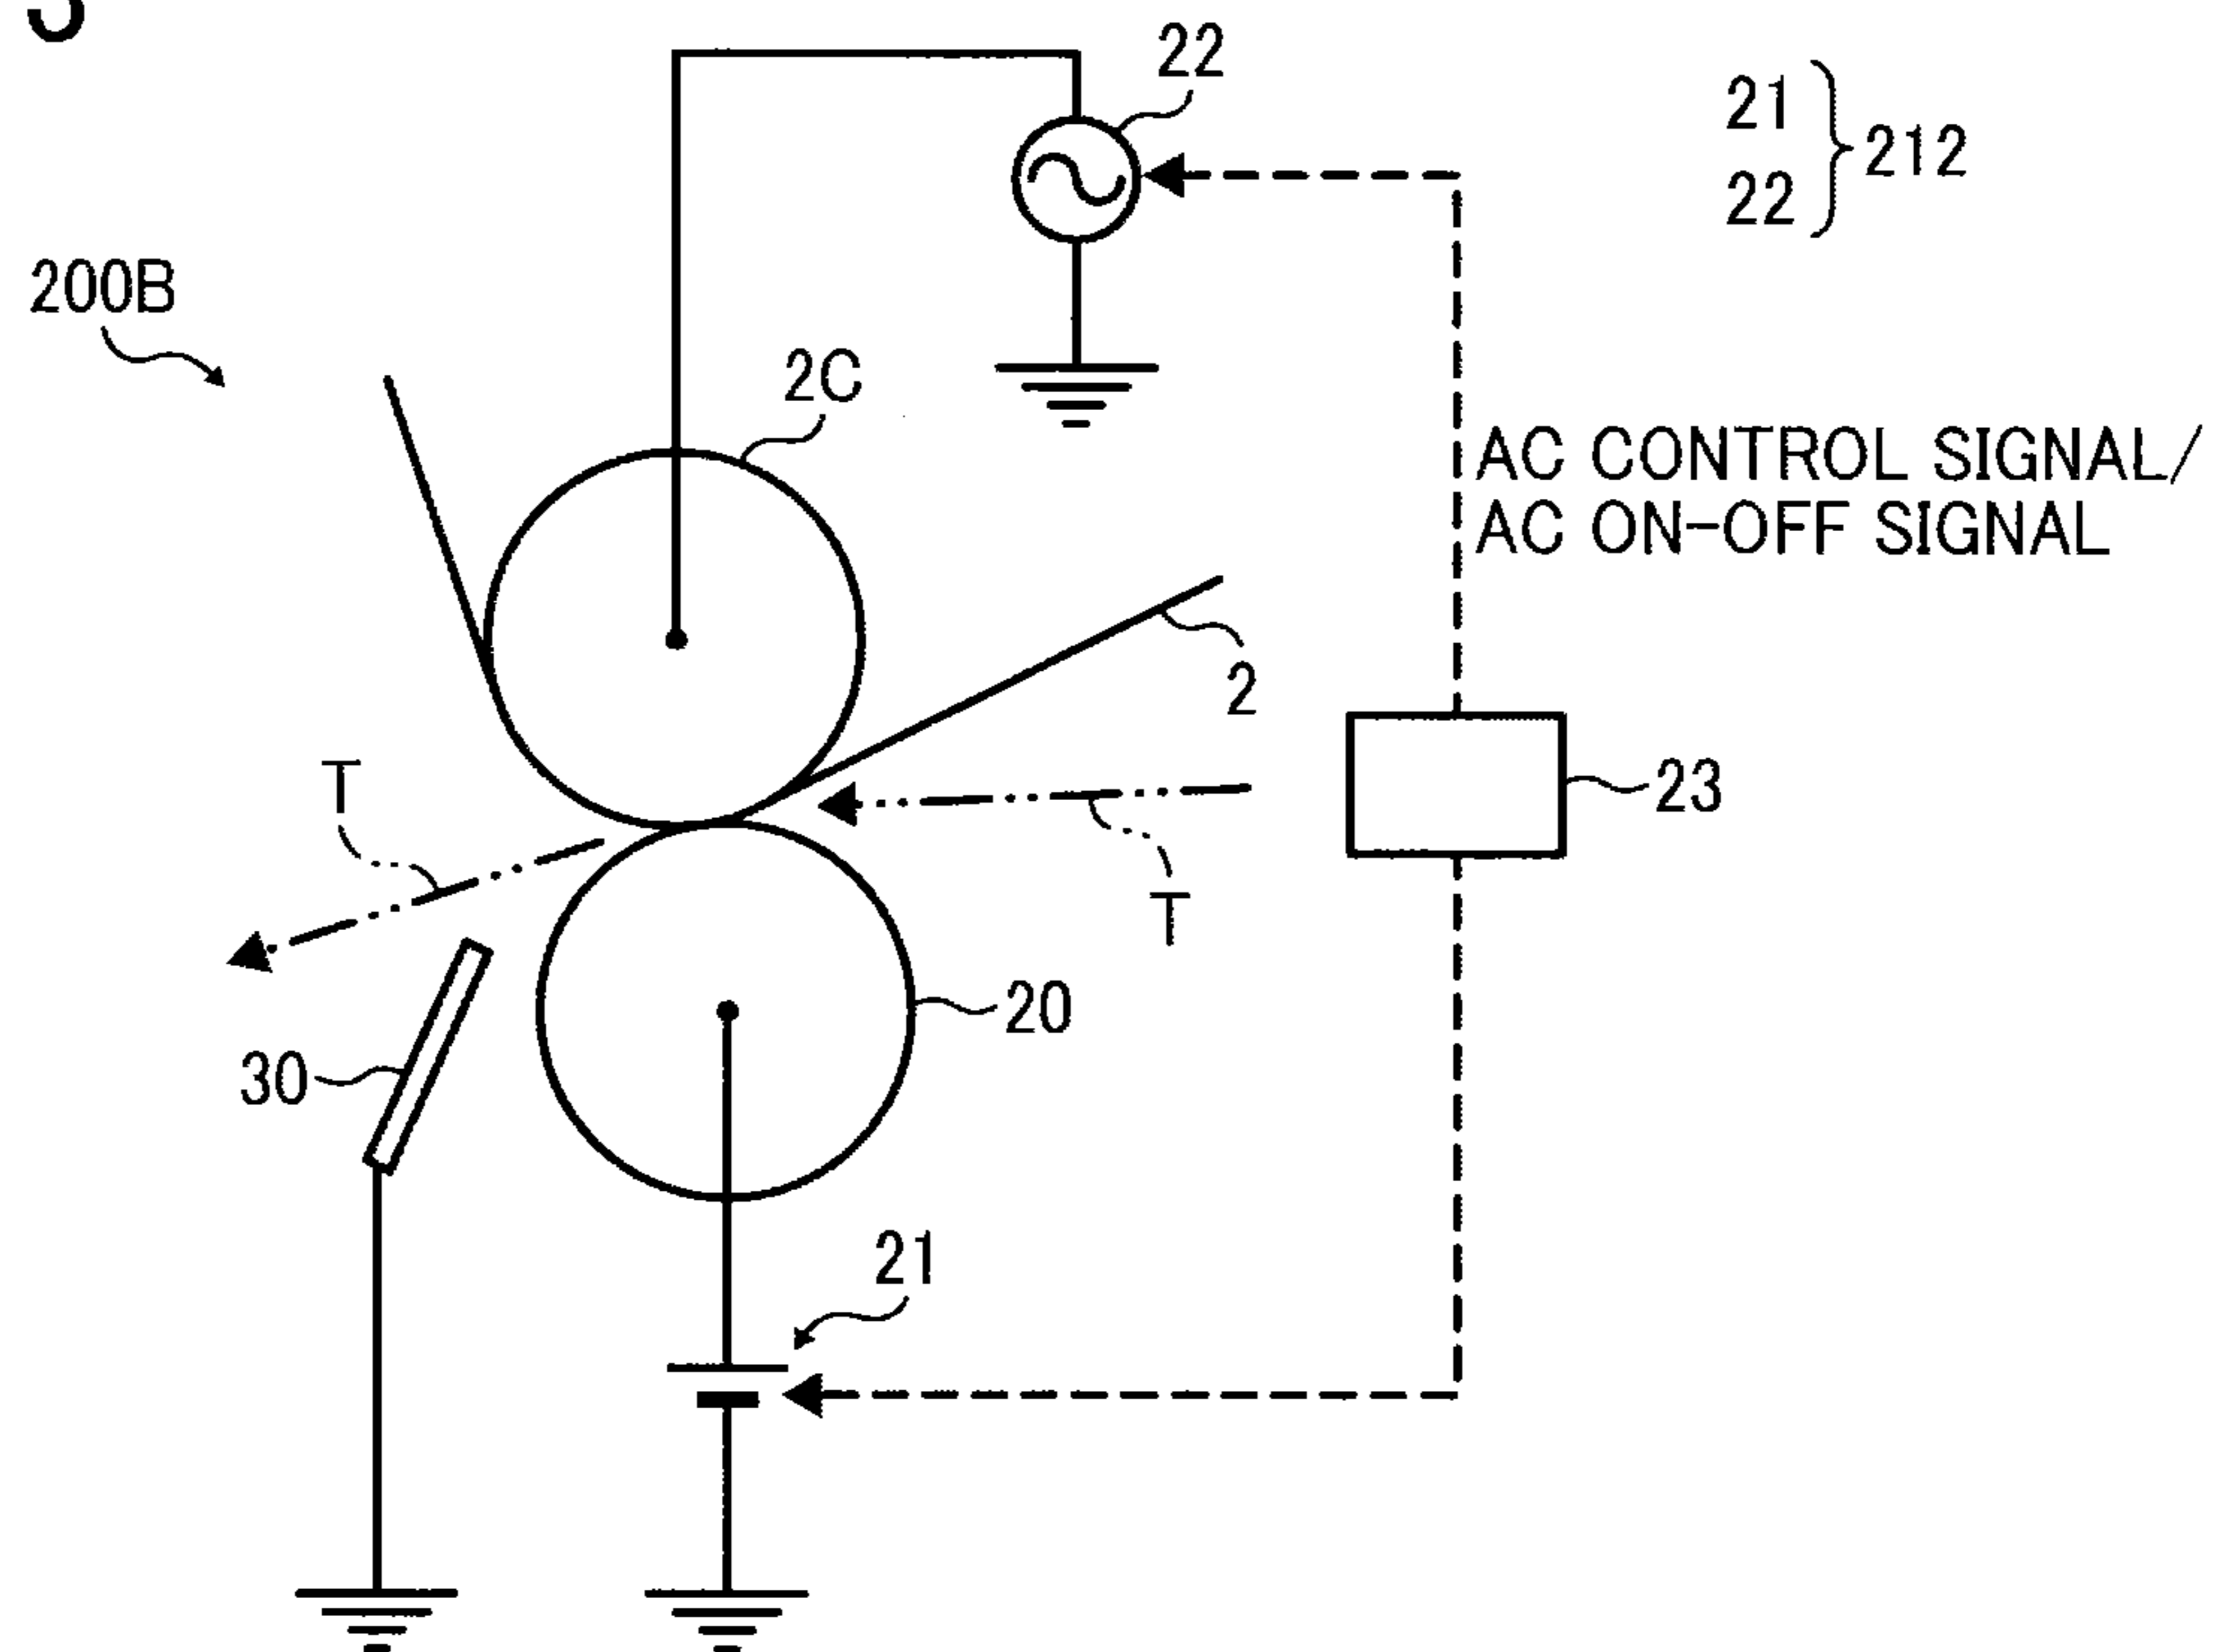 22
21
22
212
200B
2C
AC CONTROL SIGNAL/
AC ON-OFF SIGNAL
2
T
23
T
20
30
21